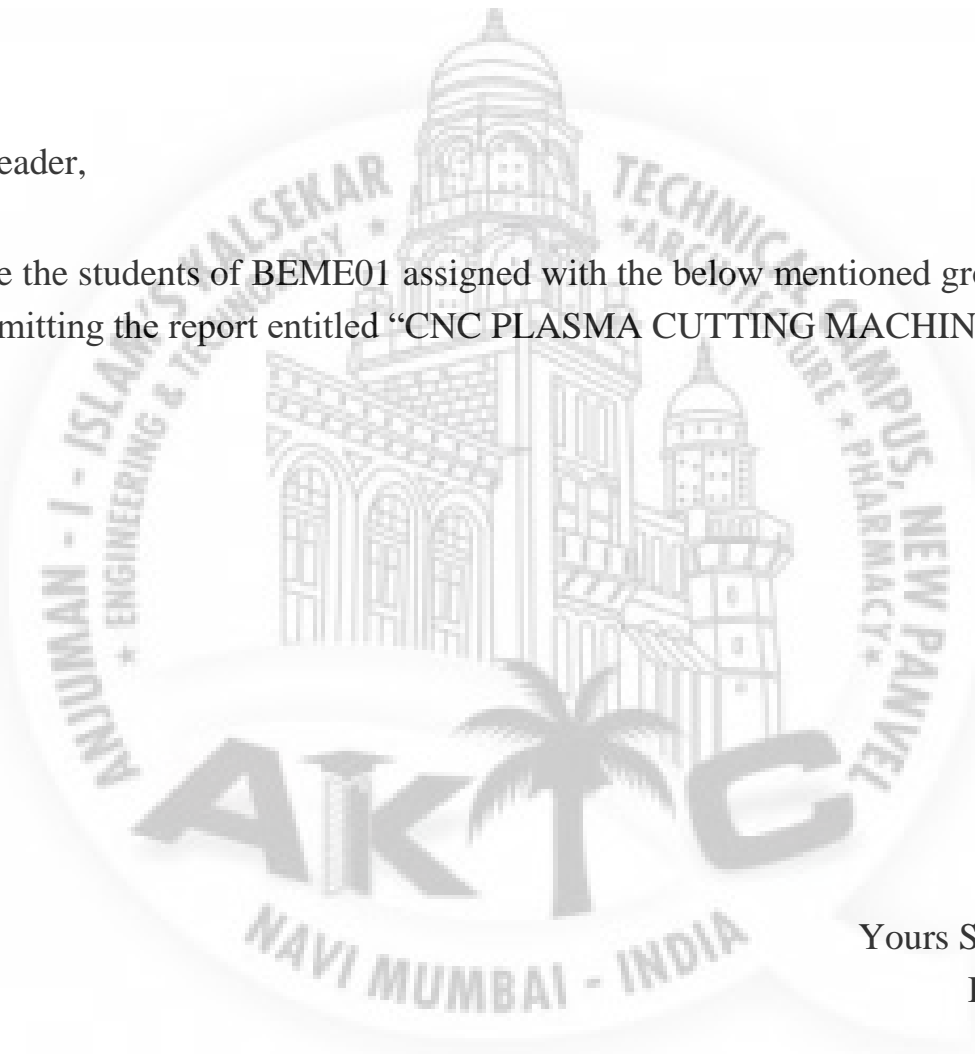 eader,
e the students of BEME01 assigned with the below mentioned gr
mitting the report entitled “CNC PLASMA CUTTING MACHIN
ANJUMAN - I - ISLAM'S KALSEKAR TECHNICAL CAMPUS, NEW PANVEL
* ENGINEERING & TECHNOLOGY * *ARCHITECTURE * PHARMACY*
AKTC
NAVI MUMBAI - INDIA
Yours S